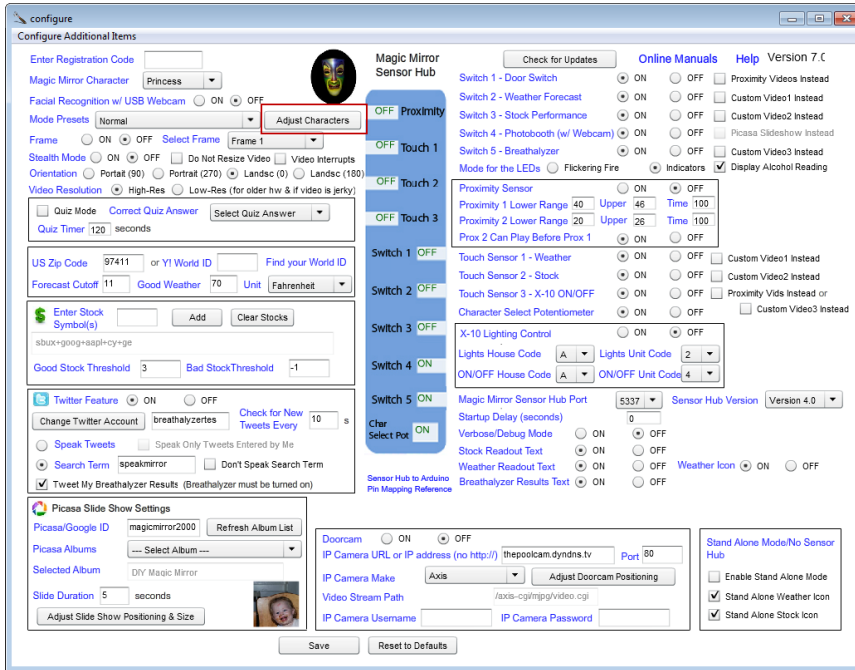 configure
Configure Additional Items
Enter Registration Code
Magic Mirror Character Princess
Facial Recognition w/ USB Webcam ON OFF
Mode Presets Normal Adjust Characters
Frame ON OFF Select Frame Frame 1
Stealth Mode ON OFF Do Not Resize Video Video Interrupts
Orientation Portait (90) Portrait (270) Landsc (0) Landsc (180)
Video Resolution High-Res Low-Res (for older hw & if video is jerky)
Quiz Mode Correct Quiz Answer Select Quiz Answer
Quiz Timer 120 seconds
US Zip Code 97411 or Y! World ID Find your World ID
Forecast Cutoff 11 Good Weather 70 Unit Fahrenheit
Enter Stock Symbol(s) Add Clear Stocks
sbux+goog+aapl+cy+ge
Good Stock Threshold 3 Bad StockThreshold -1
Twitter Feature ON OFF
Change Twitter Account breathalyzertes Check for New Tweets Every 10 s
Speak Tweets Speak Only Tweets Entered by Me
Search Term speakmirror Don't Speak Search Term
Tweet My Breathalyzer Results (Breathalyzer must be turned on)
Picasa Slide Show Settings
Picasa/Google ID magicmirror2000 Refresh Album List
Picasa Albums --- Select Album ---
Selected Album DIY Magic Mirror
Slide Duration 5 seconds
Adjust Slide Show Positioning & Size
Magic Mirror
Sensor Hub
OFF Proximity
OFF Touch 1
OFF Touch 2
OFF Touch 3
Switch 1 OFF
Switch 2 OFF
Switch 3 OFF
Switch 4 ON
Switch 5 ON
Char
Select Pot ON
Sensor Hub to Arduino
Pin Mapping Reference
Check for Updates Online Manuals Help Version 7.0
Switch 1 - Door Switch ON OFF Proximity Videos Instead
Switch 2 - Weather Forecast ON OFF Custom Video1 Instead
Switch 3 - Stock Performance ON OFF Custom Video2 Instead
Switch 4 - Photobooth (w/ Webcam) ON OFF Picasa Slideshow Instead
Switch 5 - Breathalyzer ON OFF Custom Video3 Instead
Mode for the LEDs Flickering Fire Indicators Display Alcohol Reading
Proximity Sensor ON OFF
Proximity 1 Lower Range 40 Upper 46 Time 100
Proximity 2 Lower Range 20 Upper 26 Time 100
Prox 2 Can Play Before Prox 1 ON OFF
Touch Sensor 1 - Weather ON OFF Custom Video1 Instead
Touch Sensor 2 - Stock ON OFF Custom Video2 Instead
Touch Sensor 3 - X-10 ON/OFF ON OFF Proximity Vids Instead or
Character Select Potentiometer ON OFF Custom Video3 Instead
X-10 Lighting Control ON OFF
Lights House Code A Lights Unit Code 2
ON/OFF House Code A ON/OFF Unit Code 4
Magic Mirror Sensor Hub Port 5337 Sensor Hub Version Version 4.0
Startup Delay (seconds) 0
Verbose/Debug Mode ON OFF
Stock Readout Text ON OFF
Weather Readout Text ON OFF Weather Icon ON OFF
Breathalyzer Results Text ON OFF
Doorcam ON OFF
IP Camera URL or IP address (no http://) thepoolcam.dyndns.tv Port 80
IP Camera Make Axis Adjust Doorcam Positioning
Video Stream Path /axis-cgi/mjpg/video.cgi
IP Camera Username IP Camera Password
Stand Alone Mode/No Sensor
Hub
Enable Stand Alone Mode
Stand Alone Weather Icon
Stand Alone Stock Icon
Save Reset to Defaults